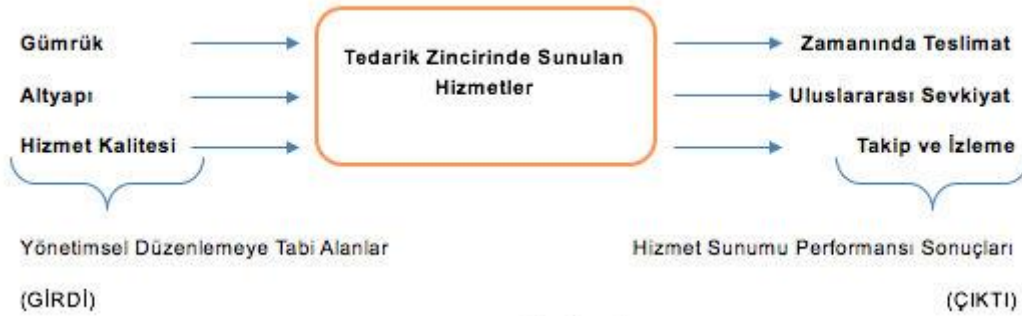 Gümrük
Altyapı
Hizmet Kalitesi
Tedarik Zincirinde Sunulan
Hizmetler
Zamanında Teslimat
Uluslararası Sevkiyat
Takip ve İzleme
Yönetimsel Düzenlemeye Tabi Alanlar
(GİRDİ)
Hizmet Sunumu Performansı Sonuçları
(ÇIKTI)